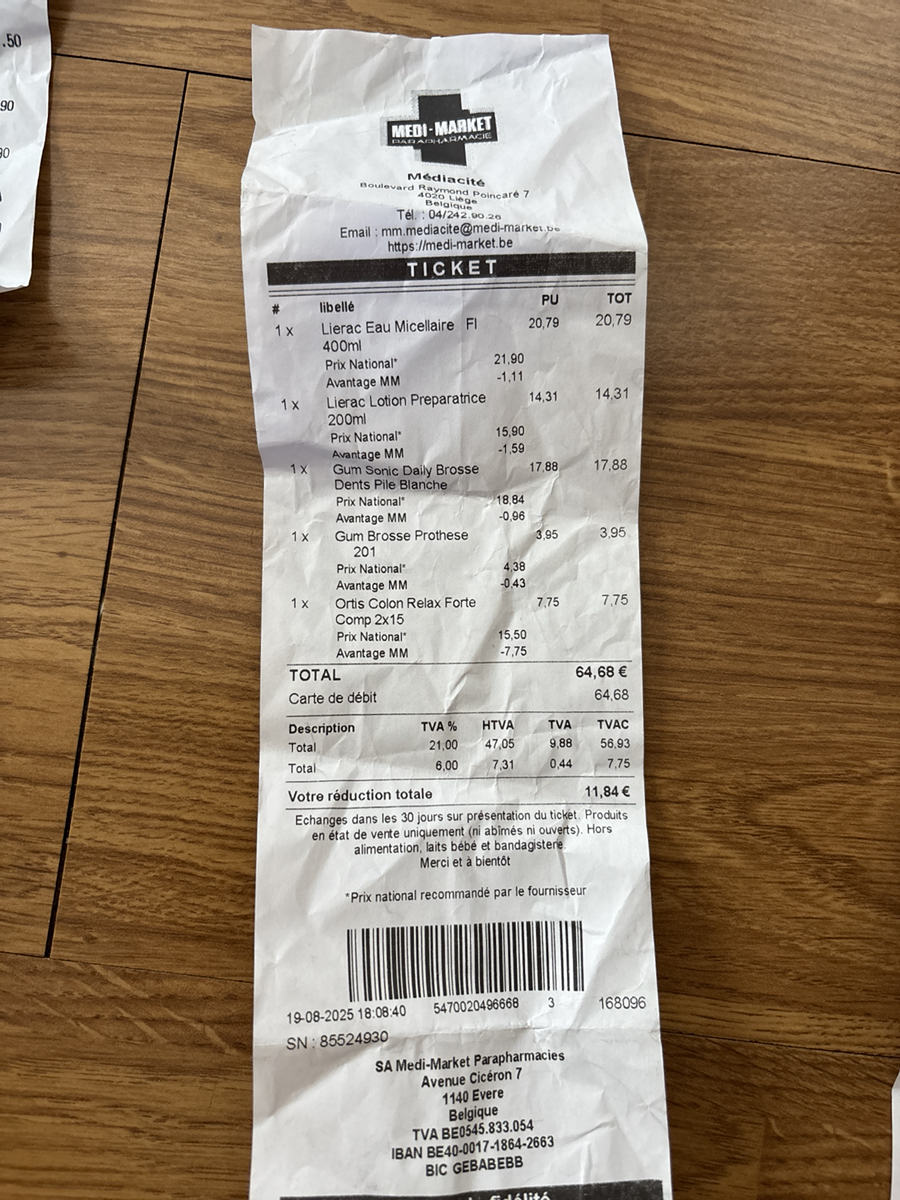 .50
90
90
MEDI-MARKET
PARAPHARMACIE
Médiacité
Boulevard Raymond Poincaré 7
4020 Liège
Belgique
Tél. : 04/242.90.26
Email : mm.mediacite@medi-market.be
https://medi-market.be
TICKET
# libellé PU TOT
1 x Lierac Eau Micellaire Fl 20,79 20,79
400ml
Prix National* 21,90
Avantage MM -1,11
1 x Lierac Lotion Preparatrice 14,31 14,31
200ml
Prix National* 15,90
Avantage MM -1,59
1 x Gum Sonic Daily Brosse 17,88 17,88
Dents Pile Blanche
Prix National* 18,84
Avantage MM -0,96
1 x Gum Brosse Prothese 3,95 3,95
201
Prix National* 4,38
Avantage MM -0,43
1 x Ortis Colon Relax Forte 7,75 7,75
Comp 2x15
Prix National* 15,50
Avantage MM -7,75
TOTAL 64,68 €
Carte de débit 64,68
Description TVA % HTVA TVA TVAC
Total 21,00 47,05 9,88 56,93
Total 6,00 7,31 0,44 7,75
Votre réduction totale 11,84 €
Echanges dans les 30 jours sur présentation du ticket. Produits
en état de vente uniquement (ni abîmés ni ouverts). Hors
alimentation, laits bébé et bandagisterie.
Merci et à bientôt
*Prix national recommandé par le fournisseur
19-08-2025 18:08:40 5470020496668 3 168096
SN : 85524930
SA Medi-Market Parapharmacies
Avenue Cicéron 7
1140 Evere
Belgique
TVA BE0545.833.054
IBAN BE40-0017-1864-2663
BIC GEBABEBB
fidélité